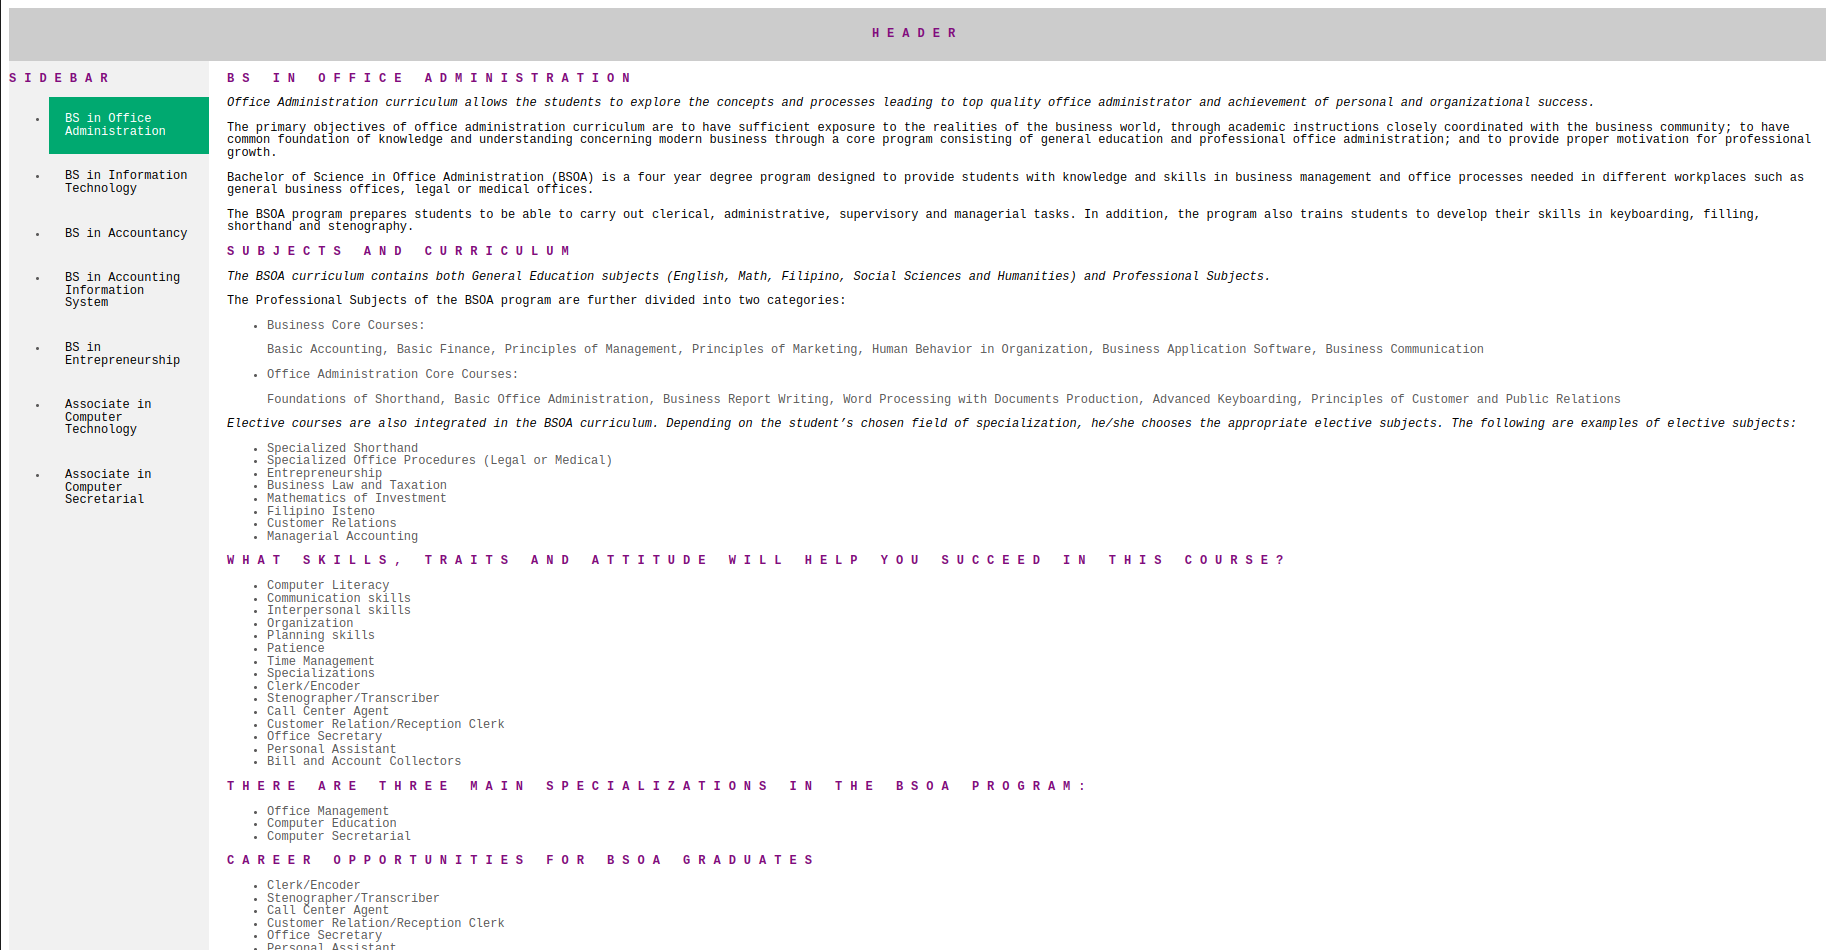 HEADER
SIDEBAR
BS in Office
Administration
BS in Information
Technology
BS in Accountancy
BS in Accounting
Information
System
BS in
Entrepreneurship
Associate in
Computer
Technology
Associate in
Computer
Secretarial
BS IN OFFICE ADMINISTRATION
Office Administration curriculum allows the students to explore the concepts and processes leading to top quality office administrator and achievement of personal and organizational success.
The primary objectives of office administration curriculum are to have sufficient exposure to the realities of the business world, through academic instructions closely coordinated with the business community; to have
common foundation of knowledge and understanding concerning modern business through a core program consisting of general education and professional office administration; and to provide proper motivation for professional
growth.
Bachelor of Science in Office Administration (BSOA) is a four year degree program designed to provide students with knowledge and skills in business management and office processes needed in different workplaces such as
general business offices, legal or medical offices.
The BSOA program prepares students to be able to carry out clerical, administrative, supervisory and managerial tasks. In addition, the program also trains students to develop their skills in keyboarding, filling,
shorthand and stenography.
SUBJECTS AND CURRICULUM
The BSOA curriculum contains both General Education subjects (English, Math, Filipino, Social Sciences and Humanities) and Professional Subjects.
The Professional Subjects of the BSOA program are further divided into two categories:
Business Core Courses:
Basic Accounting, Basic Finance, Principles of Management, Principles of Marketing, Human Behavior in Organization, Business Application Software, Business Communication
Office Administration Core Courses:
Foundations of Shorthand, Basic Office Administration, Business Report Writing, Word Processing with Documents Production, Advanced Keyboarding, Principles of Customer and Public Relations
Elective courses are also integrated in the BSOA curriculum. Depending on the student’s chosen field of specialization, he/she chooses the appropriate elective subjects. The following are examples of elective subjects:
Specialized Shorthand
Specialized Office Procedures (Legal or Medical)
Entrepreneurship
Business Law and Taxation
Mathematics of Investment
Filipino Isteno
Customer Relations
Managerial Accounting
WHAT SKILLS, TRAITS AND ATTITUDE WILL HELP YOU SUCCEED IN THIS COURSE?
Computer Literacy
Communication skills
Interpersonal skills
Organization
Planning skills
Patience
Time Management
Specializations
Clerk/Encoder
Stenographer/Transcriber
Call Center Agent
Customer Relation/Reception Clerk
Office Secretary
Personal Assistant
Bill and Account Collectors
THERE ARE THREE MAIN SPECIALIZATIONS IN THE BSOA PROGRAM:
Office Management
Computer Education
Computer Secretarial
CAREER OPPORTUNITIES FOR BSOA GRADUATES
Clerk/Encoder
Stenographer/Transcriber
Call Center Agent
Customer Relation/Reception Clerk
Office Secretary
Personal Assistant